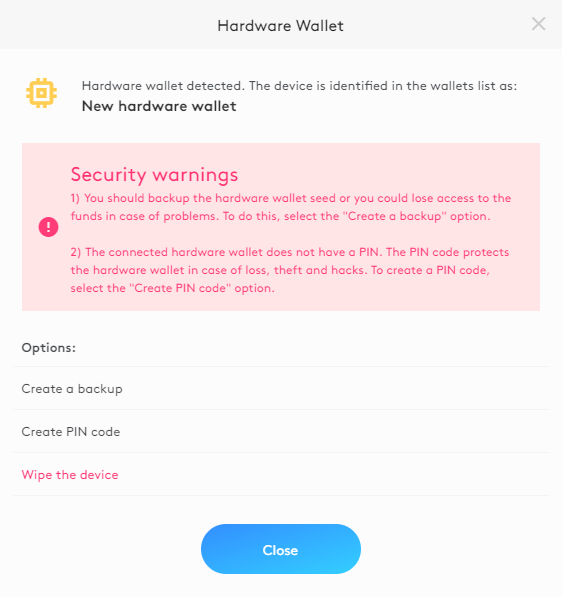 Hardware Wallet
Hardware wallet detected. The device is identified in the wallets list as:
New hardware wallet
Security warnings
1) You should backup the hardware wallet seed or you could lose access to the
funds in case of problems. To do this, select the "Create a backup" option.
2) The connected hardware wallet does not have a PIN. The PIN code protects
the hardware wallet in case of loss, theft and hacks. To create a PIN code,
select the "Create PIN code" option.
Options:
Create a backup
Create PIN code
Wipe the device
Close